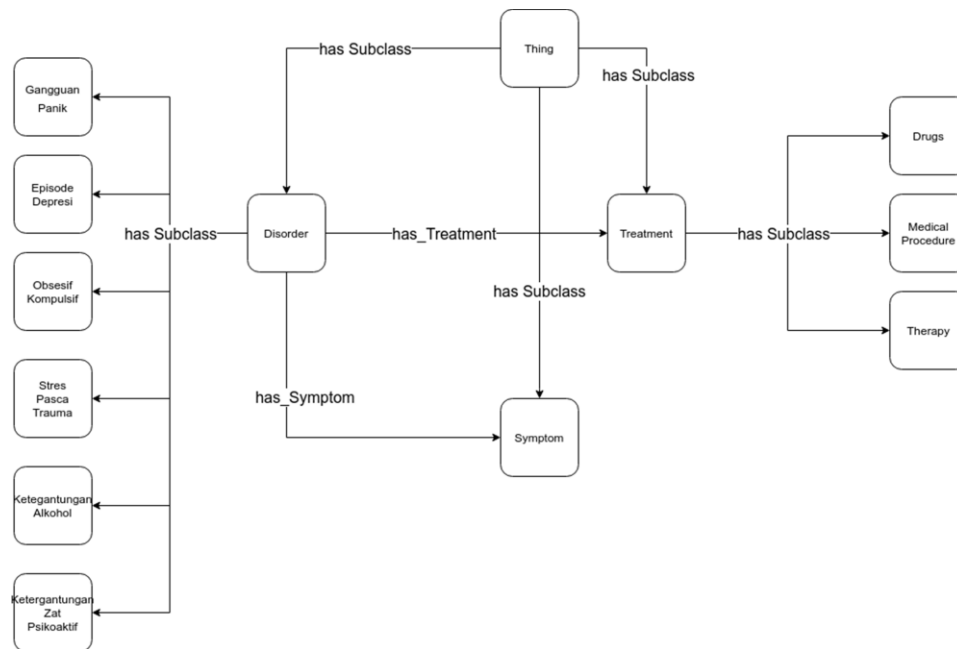 Thing
has Subclass
has Subclass
Gangguan
Panik
Drugs
Episode
Depresi
has Subclass
Disorder
has_Treatment
Treatment
has Subclass
Medical
Procedure
Obsesif
Kompulsif
has Subclass
Therapy
Stres
Pasca
Trauma
has_Symptom
Symptom
Ketegantungan
Alkohol
Ketergantungan
Zat
Psikoaktif